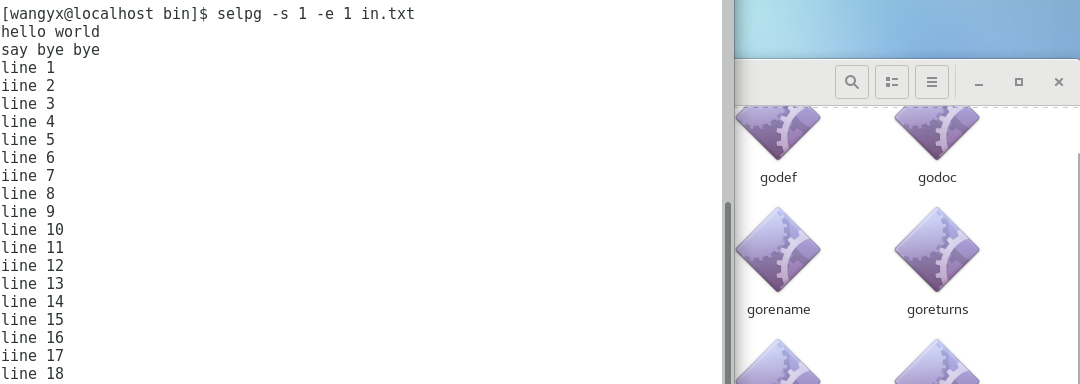 [wangyx@localhost bin]$ selpg -s 1 -e 1 in.txt
hello world
say bye bye
line 1
iine 2
line 3
line 4
line 5
line 6
iine 7
line 8
line 9
line 10
line 11
iine 12
line 13
line 14
line 15
line 16
iine 17
line 18
godef
godoc
gorename
goreturns